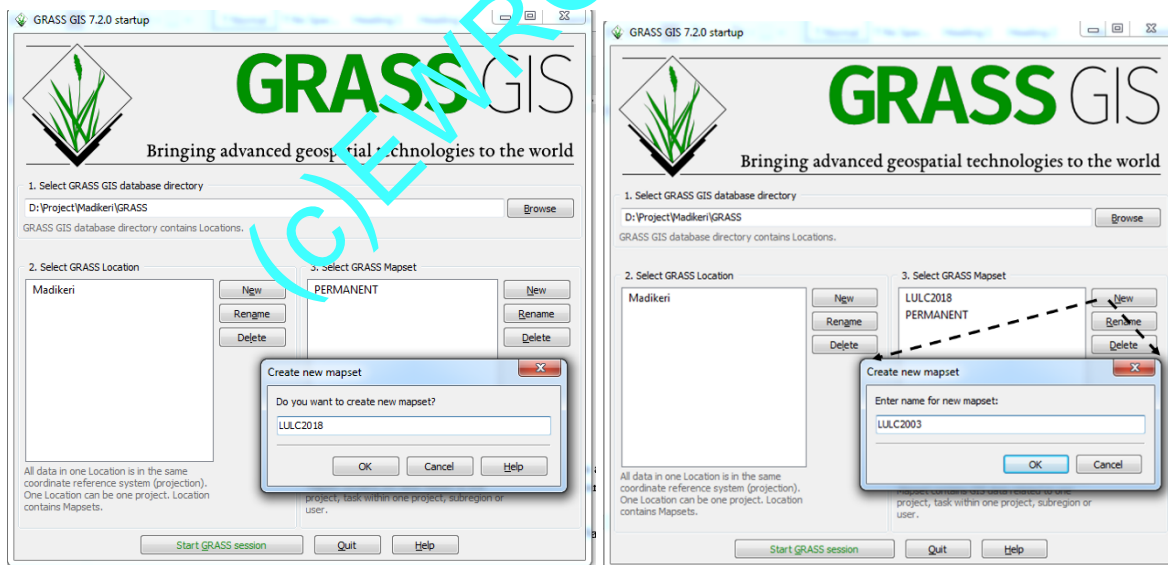 GRASS GIS 7.2.0 startup
GRASS GIS
Bringing advanced geospatial technologies to the world
1. Select GRASS GIS database directory
D:\Project\Madikeri\GRASS
Browse
GRASS GIS database directory contains Locations.
2. Select GRASS Location
3. Select GRASS Mapset
Madikeri
New
Rename
Delete
PERMANENT
New
Rename
Delete
Create new mapset
Do you want to create new mapset?
LULC2018
OK Cancel Help
All data in one Location is in the same
coordinate reference system (projection).
One Location can be one project. Location
contains Mapsets.
project, task within one project, subregion or
user.
Start GRASS session Quit Help
(c)EWR
GRASS GIS 7.2.0 startup
GRASS GIS
Bringing advanced geospatial technologies to the world
1. Select GRASS GIS database directory
D:\Project\Madikeri\GRASS
Browse
GRASS GIS database directory contains Locations.
2. Select GRASS Location
3. Select GRASS Mapset
Madikeri
New
Rename
Delete
LULC2018
PERMANENT
New
Rename
Delete
Create new mapset
Enter name for new mapset:
LULC2003
OK Cancel
All data in one Location is in the same
coordinate reference system (projection).
One Location can be one project. Location
contains Mapsets.
Mapset contains GIS data related to one
project, task within one project, subregion or
user.
Start GRASS session Quit Help